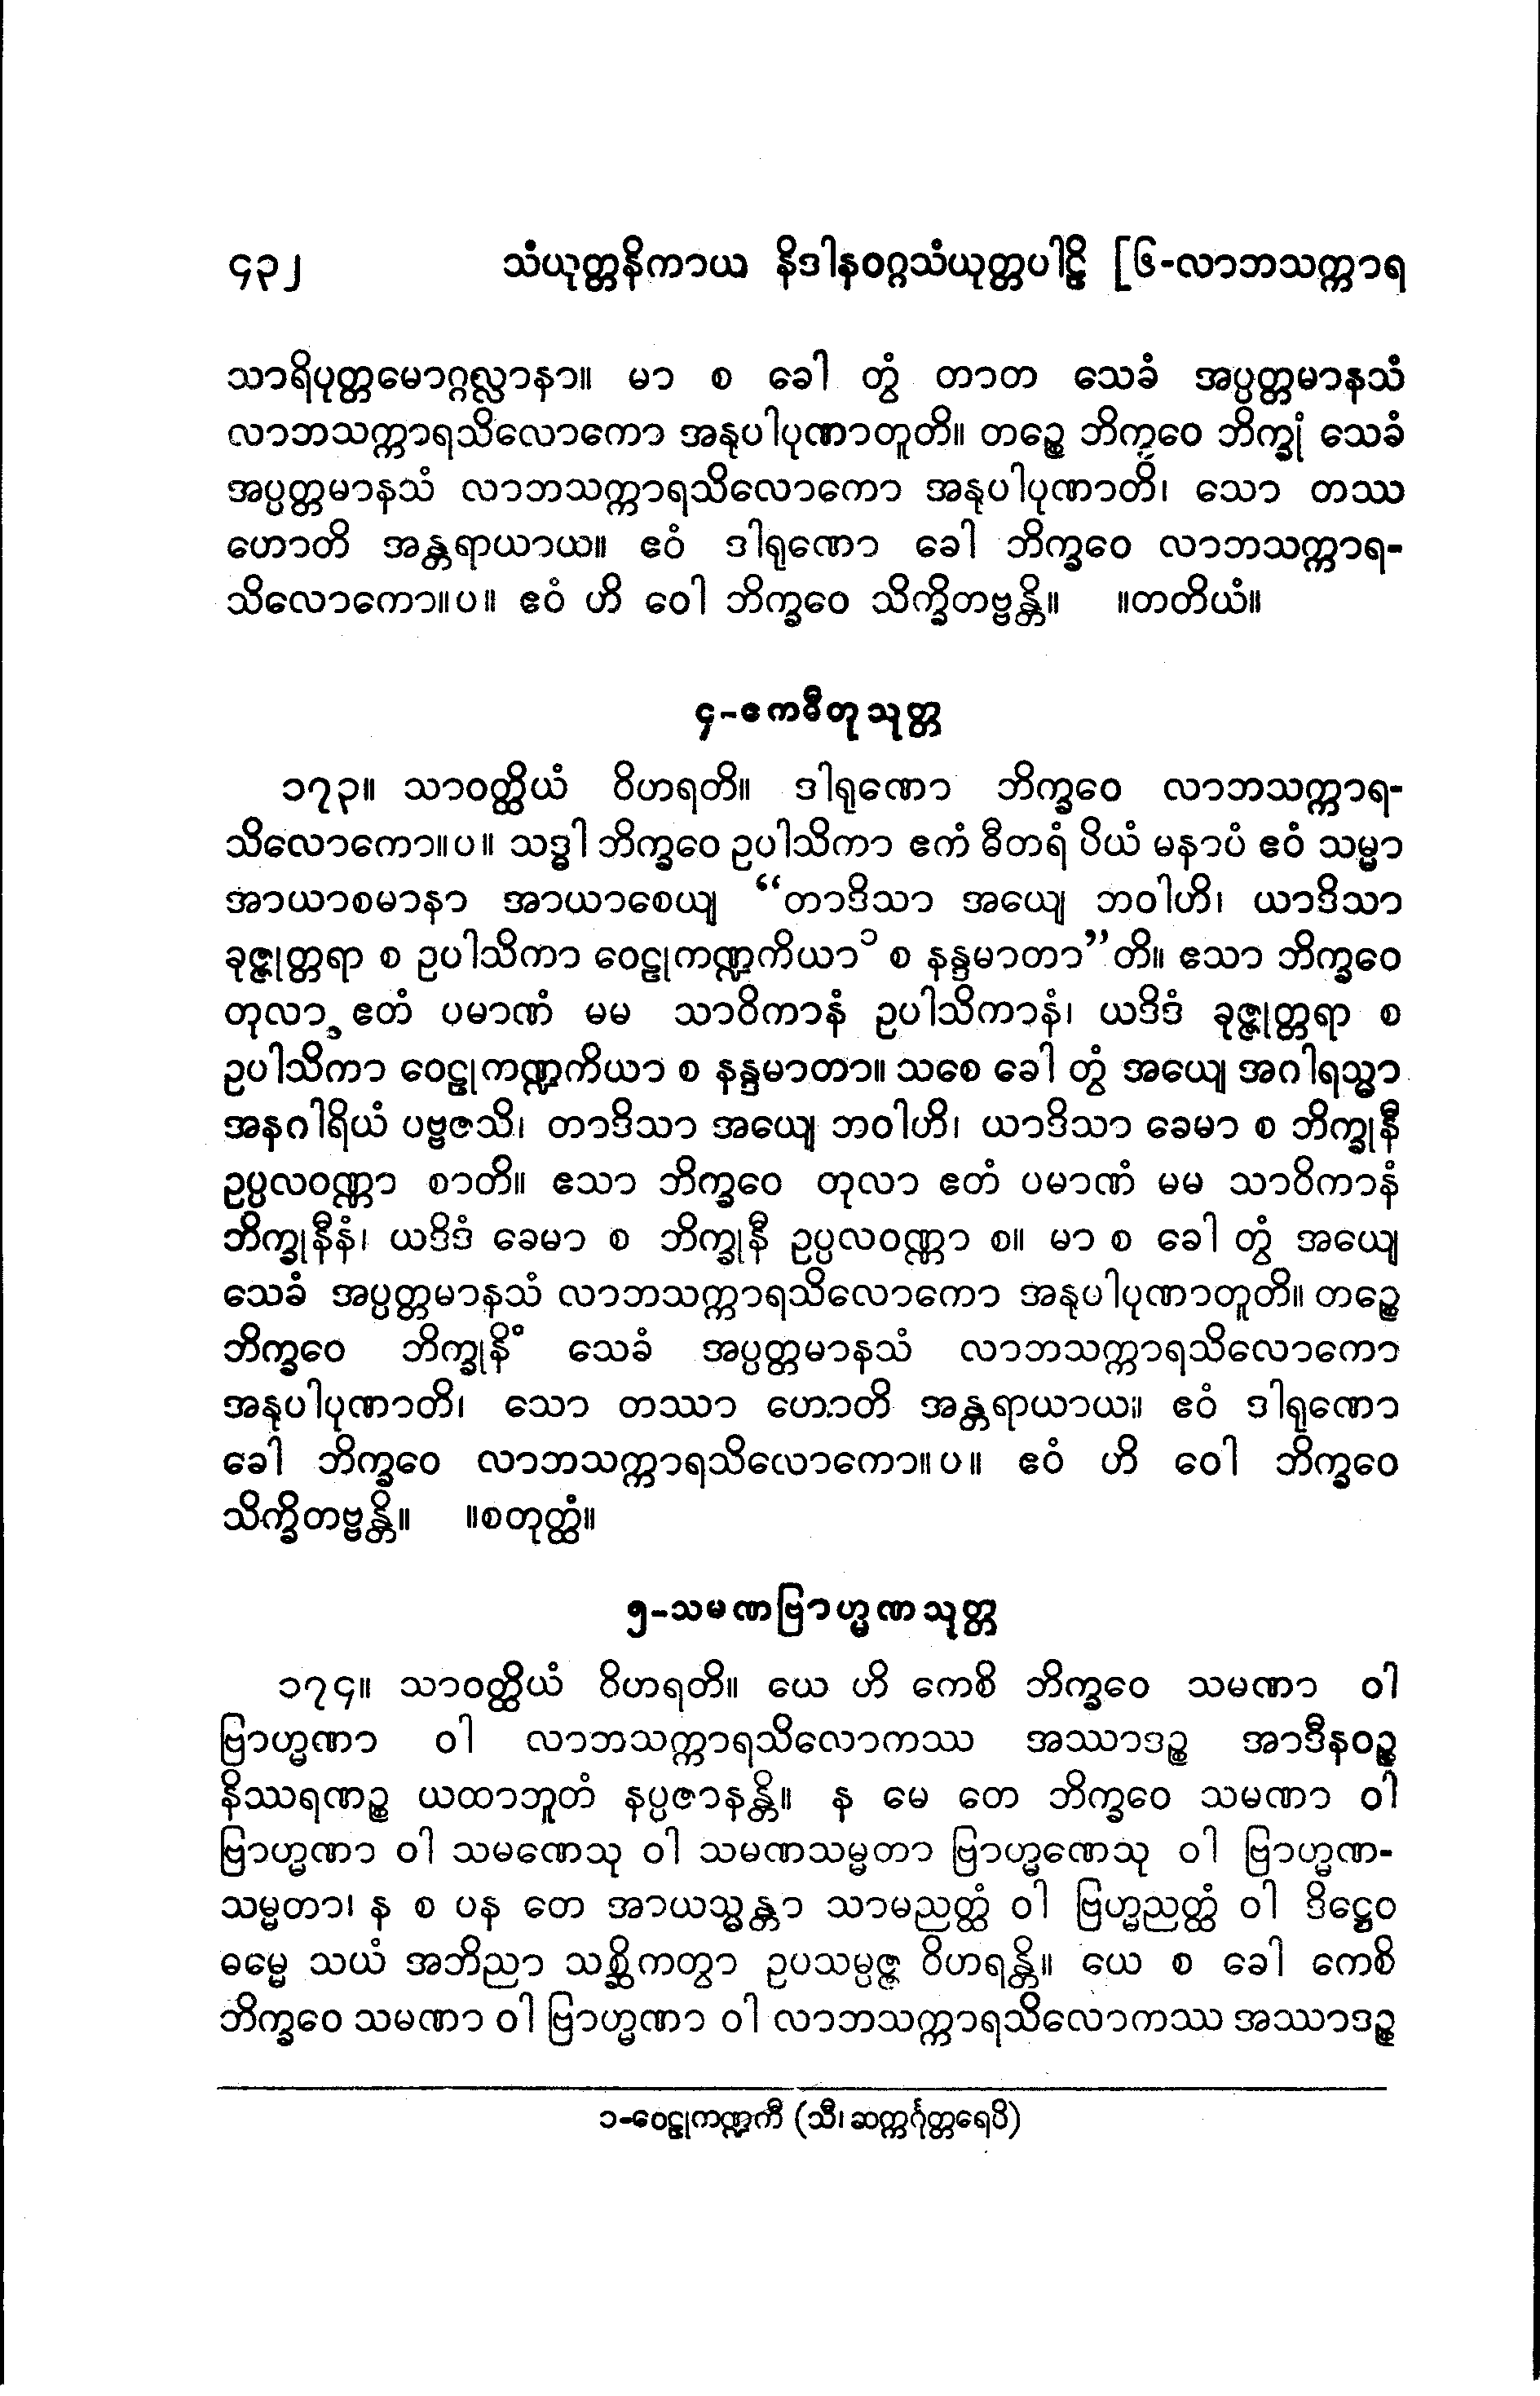 ၄၃၂ သံယုတ္တနိကာယ နိဒါနဝဂ္ဂသံယုတ္တပါဠိ [၆-လာဘသက္ကာရ
သာရိပုတ္တမောဂ္ဂလ္လာနာ။ မာ စ ခေါ တွံ တာတ သေခံ အပ္ပတ္တမာနသံ
လာဘသက္ကာရသိလောကော အနုပါပုဏာတူတိ။ တဉ္စေ ဘိက္ခဝေ ဘိက္ခုံ သေခံ
အပ္ပတ္တမာနသံ လာဘသက္ကာရသိလောကော အနုပါပုဏာတိ၊ သော တဿ
ဟောတိ အန္တရာယာယ။ ဧဝံ ဒါရုဏော ခေါ ဘိက္ခဝေ လာဘသက္ကာရ-
သိလောကော။ပ။ ဧဝံ ဟိ ဝေါ ဘိက္ခဝေ သိက္ခိတဗ္ဗန္တိ။ ။တတိယံ။
၄-ဧကဓီတုသုတ္တ
၁၇၃။ သာဝတ္ထိယံ ဝိဟရတိ။ ဒါရုဏော ဘိက္ခဝေ လာဘသက္ကာရ-
သိလောကော။ပ။ သဒ္ဓါ ဘိက္ခဝေ ဥပါသိကာ ဧကံ ဓီတရံ ပိယံ မနာပံ ဧဝံ သမ္မာ
အာယာစမာနာ အာယာစေယျ “တာဒိသာ အယျေ ဘဝါဟိ၊ ယာဒိသာ
ခုဇ္ဇုတ္တရာ စ ဥပါသိကာ ဝေဠုကဏ္ဍကိယာ၁ စ နန္ဒမာတာ”တိ။ ဧသာ ဘိက္ခဝေ
တုလာ ဧတံ ပမာဏံ မမ သာဝိကာနံ ဥပါသိကာနံ၊ ယဒိဒံ ခုဇ္ဇုတ္တရာ စ
ဥပါသိကာ ဝေဠုကဏ္ဍကိယာ စ နန္ဒမာတာ။ သစေ ခေါ တွံ အယျေ အဂါရသ္မာ
အနဂါရိယံ ပဗ္ဗဇသိ၊ တာဒိသာ အယျေ ဘဝါဟိ၊ ယာဒိသာ ခေမာ စ ဘိက္ခုနီ
ဥပ္ပလဝဏ္ဏာ စာတိ။ ဧသာ ဘိက္ခဝေ တုလာ ဧတံ ပမာဏံ မမ သာဝိကာနံ
ဘိက္ခုနီနံ၊ ယဒိဒံ ခေမာ စ ဘိက္ခုနီ ဥပ္ပလဝဏ္ဏာ စ။ မာ စ ခေါ တွံ အယျေ
သေခံ အပ္ပတ္တမာနသံ လာဘသက္ကာရသိလောကော အနုပါပုဏာတူတိ။ တဉ္စေ
ဘိက္ခဝေ ဘိက္ခုနိံ သေခံ အပ္ပတ္တမာနသံ လာဘသက္ကာရသိလောကော
အနုပါပုဏာတိ၊ သော တဿာ ဟောတိ အန္တရာယာယ။ ဧဝံ ဒါရုဏော
ခေါ ဘိက္ခဝေ လာဘသက္ကာရသိလောကော။ပ။ ဧဝံ ဟိ ဝေါ ဘိက္ခဝေ
သိက္ခိတဗ္ဗန္တိ။ ။စတုတ္ထံ။
၅-သမဏဗြာဟ္မဏသုတ္တ
၁၇၄။ သာဝတ္ထိယံ ဝိဟရတိ။ ယေ ဟိ ကေစိ ဘိက္ခဝေ သမဏာ ဝါ
ဗြာဟ္မဏာ ဝါ လာဘသက္ကာရသိလောကဿ အဿာဒဉ္စ အာဒီနဝဉ္စ
နိဿရဏဉ္စ ယထာဘူတံ နပ္ပဇာနန္တိ။ န မေ တေ ဘိက္ခဝေ သမဏာ ဝါ
ဗြာဟ္မဏာ ဝါ သမဏေသု ဝါ သမဏသမ္မတာ ဗြာဟ္မဏေသု ဝါ ဗြာဟ္မဏ-
သမ္မတာ၊ န စ ပန တေ အာယသ္မန္တာ သာမညတ္ထံ ဝါ ဗြဟ္မညတ္ထံ ဝါ ဒိဋ္ဌေဝ
ဓမ္မေ သယံ အဘိညာ သစ္ဆိကတွာ ဥပသမ္ပဇ္ဇ ဝိဟရန္တိ။ ယေ စ ခေါ ကေစိ
ဘိက္ခဝေ သမဏာ ဝါ ဗြာဟ္မဏာ ဝါ လာဘသက္ကာရသိလောကဿ အဿာဒဉ္စ
၁-ဝေဠုကဏ္ဍကီ (သီ၊ ဆက္ကင်္ဂုတ္တရေပိ)